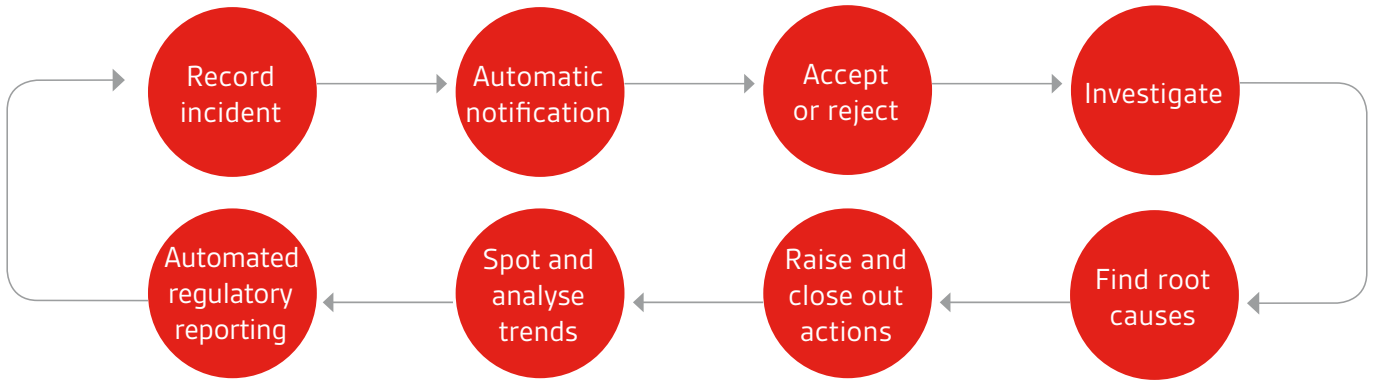 Record
incident
Automatic
notification
Accept
or reject
Investigate
Find root
causes
Raise and
close out
actions
Spot and
analyse
trends
Automated
regulatory
reporting